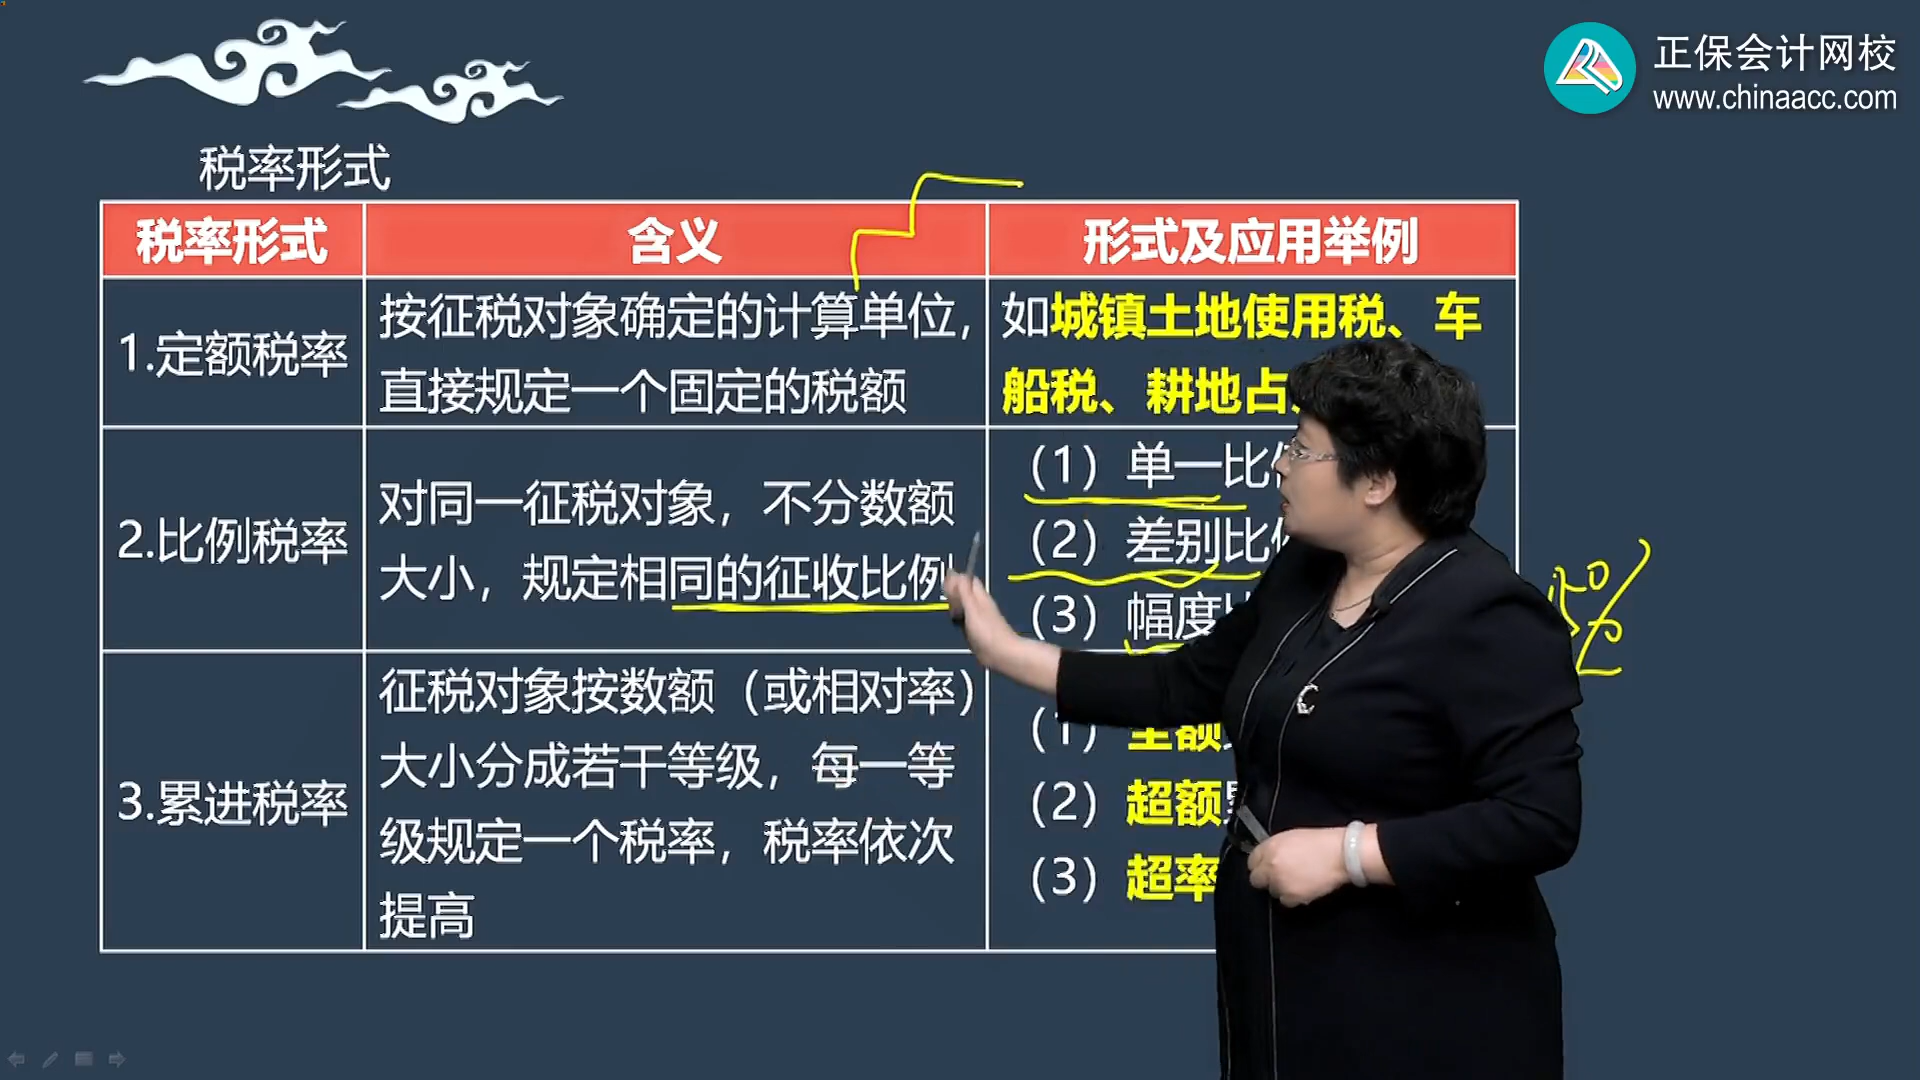 正保会计网校
www.chinaacc.com
税率形式
税率形式
含义
形式及应用举例
1.定额税率
按征税对象确定的计算单位，
直接规定一个固定的税额
如城镇土地使用税、车
船税、耕地占
2.比例税率
对同一征税对象，不分数额
大小，规定相同的征收比例
（1）单一比
（2）差别比
（3）幅度
3.累进税率
征税对象按数额（或相对率）
大小分成若干等级，每一等
级规定一个税率，税率依次
提高
（1）全额
（2）超额
（3）超率